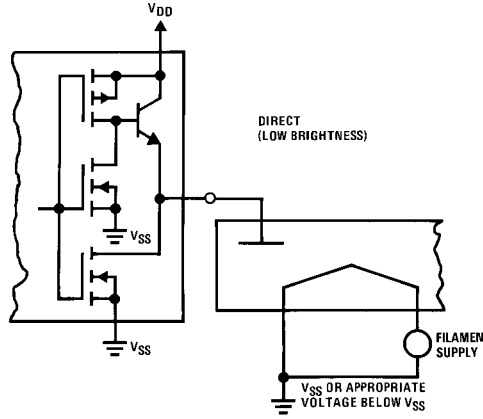 VDD
DIRECT
(LOW BRIGHTNESS)
VSS
VSS
FILAMEN
SUPPLY
VSS OR APPROPRIATE
VOLTAGE BELOW VSS